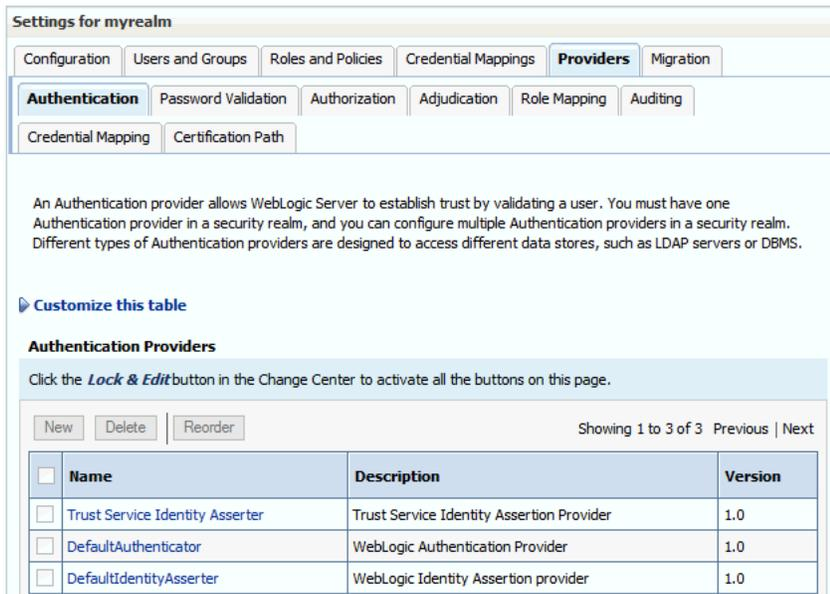 Settings for myrealm
Configuration Users and Groups Roles and Policies Credential Mappings Providers Migration
Authentication Password Validation Authorization Adjudication Role Mapping Auditing
Credential Mapping Certification Path
An Authentication provider allows WebLogic Server to establish trust by validating a user. You must have one
Authentication provider in a security realm, and you can configure multiple Authentication providers in a security realm.
Different types of Authentication providers are designed to access different data stores, such as LDAP servers or DBMS.
Customize this table
Authentication Providers
Click the Lock & Edit button in the Change Center to activate all the buttons on this page.
New Delete Reorder Showing 1 to 3 of 3 Previous | Next
Name Description Version
Trust Service Identity Asserter Trust Service Identity Assertion Provider 1.0
DefaultAuthenticator WebLogic Authentication Provider 1.0
DefaultIdentityAsserter WebLogic Identity Assertion provider 1.0